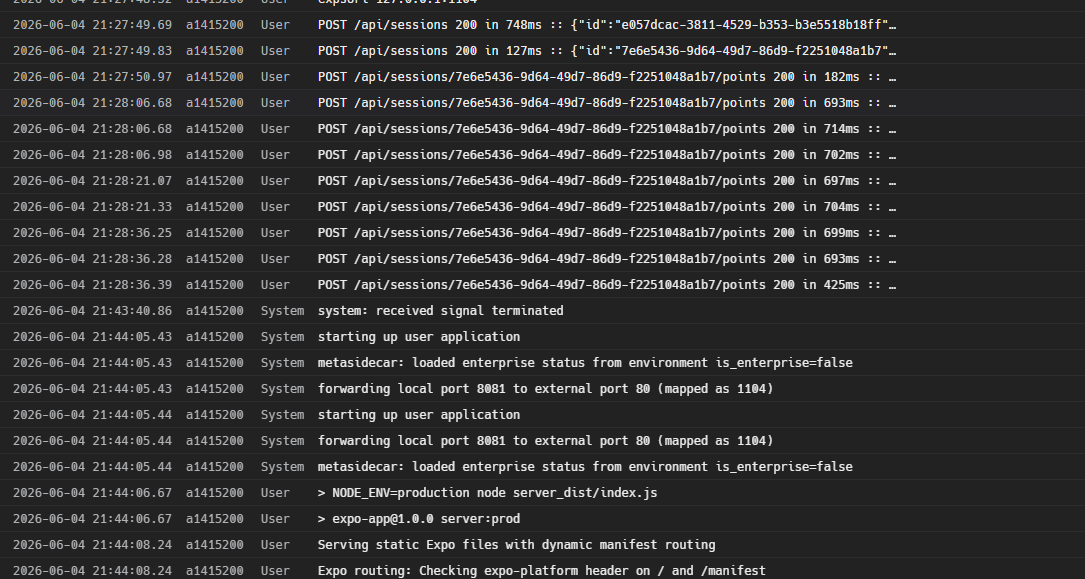 2026-06-04 21:27:48.52 a1415200 User expsort 127.0.0.1:1104
2026-06-04 21:27:49.69 a1415200 User POST /api/sessions 200 in 748ms :: {"id":"e057dcac-3811-4529-b353-b3e5518b18ff"…
2026-06-04 21:27:49.83 a1415200 User POST /api/sessions 200 in 127ms :: {"id":"7e6e5436-9d64-49d7-86d9-f2251048a1b7"…
2026-06-04 21:27:50.97 a1415200 User POST /api/sessions/7e6e5436-9d64-49d7-86d9-f2251048a1b7/points 200 in 182ms :: …
2026-06-04 21:28:06.68 a1415200 User POST /api/sessions/7e6e5436-9d64-49d7-86d9-f2251048a1b7/points 200 in 693ms :: …
2026-06-04 21:28:06.68 a1415200 User POST /api/sessions/7e6e5436-9d64-49d7-86d9-f2251048a1b7/points 200 in 714ms :: …
2026-06-04 21:28:06.98 a1415200 User POST /api/sessions/7e6e5436-9d64-49d7-86d9-f2251048a1b7/points 200 in 702ms :: …
2026-06-04 21:28:21.07 a1415200 User POST /api/sessions/7e6e5436-9d64-49d7-86d9-f2251048a1b7/points 200 in 697ms :: …
2026-06-04 21:28:21.33 a1415200 User POST /api/sessions/7e6e5436-9d64-49d7-86d9-f2251048a1b7/points 200 in 704ms :: …
2026-06-04 21:28:36.25 a1415200 User POST /api/sessions/7e6e5436-9d64-49d7-86d9-f2251048a1b7/points 200 in 699ms :: …
2026-06-04 21:28:36.28 a1415200 User POST /api/sessions/7e6e5436-9d64-49d7-86d9-f2251048a1b7/points 200 in 693ms :: …
2026-06-04 21:28:36.39 a1415200 User POST /api/sessions/7e6e5436-9d64-49d7-86d9-f2251048a1b7/points 200 in 425ms :: …
2026-06-04 21:43:40.86 a1415200 System system: received signal terminated
2026-06-04 21:44:05.43 a1415200 System starting up user application
2026-06-04 21:44:05.43 a1415200 System metasidecar: loaded enterprise status from environment is_enterprise=false
2026-06-04 21:44:05.43 a1415200 System forwarding local port 8081 to external port 80 (mapped as 1104)
2026-06-04 21:44:05.44 a1415200 System starting up user application
2026-06-04 21:44:05.44 a1415200 System forwarding local port 8081 to external port 80 (mapped as 1104)
2026-06-04 21:44:05.44 a1415200 System metasidecar: loaded enterprise status from environment is_enterprise=false
2026-06-04 21:44:06.67 a1415200 User > NODE_ENV=production node server_dist/index.js
2026-06-04 21:44:06.67 a1415200 User > expo-app@1.0.0 server:prod
2026-06-04 21:44:08.24 a1415200 User Serving static Expo files with dynamic manifest routing
2026-06-04 21:44:08.24 a1415200 User Expo routing: Checking expo-platform header on / and /manifest